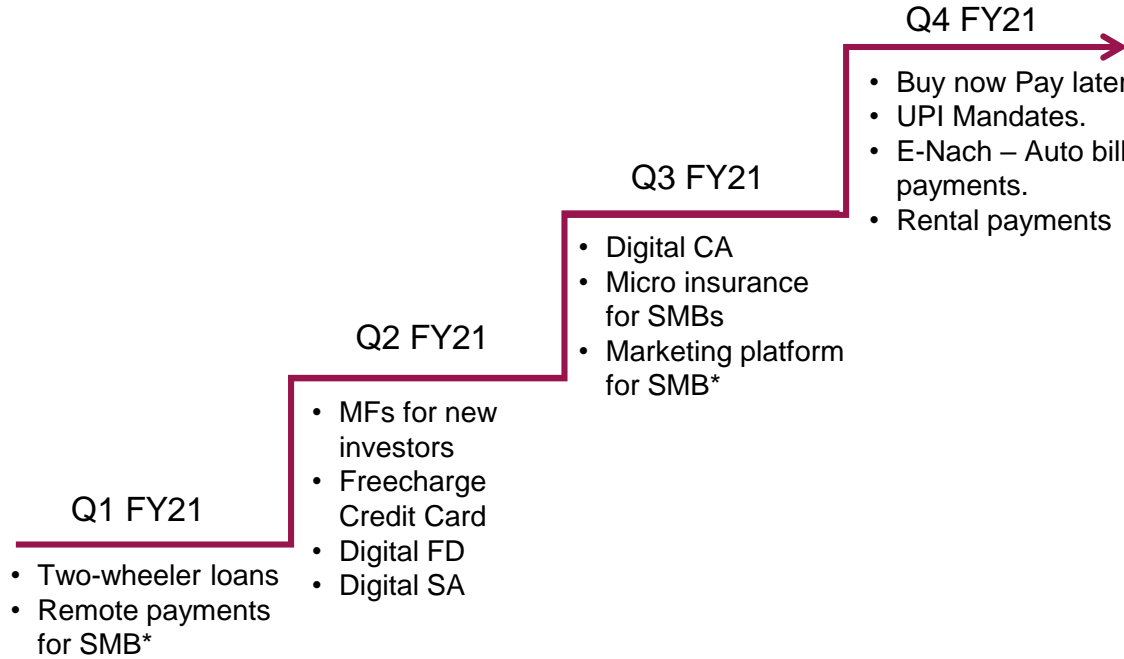 Q1 FY21
• Two-wheeler loans
• Remote payments
for SMB*
Q2 FY21
• MFs for new
investors
• Freecharge
Credit Card
• Digital FD
• Digital SA
Q3 FY21
• Digital CA
• Micro insurance
for SMBs
• Marketing platform
for SMB*
Q4 FY21
• Buy now Pay later
• UPI Mandates.
• E-Nach – Auto bill
payments.
• Rental payments